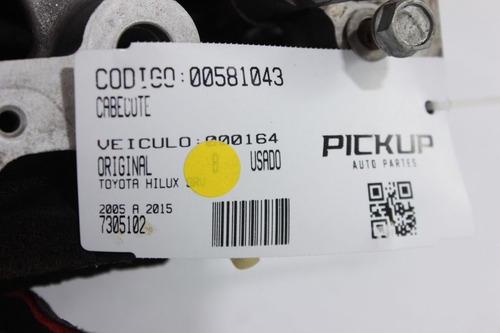 CODIGO:00581043
CABECOTE
VEICULO:000164
ORIGINAL
USADO
TOYOTA HILUX
2005 A 2015
7305102
PICKUP
AUTO PARTES